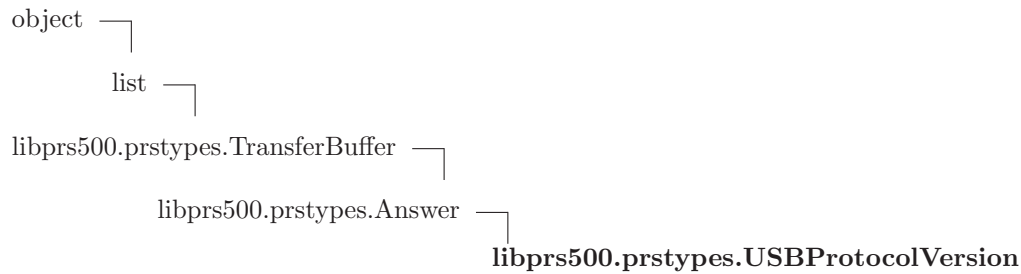 object
list
libprs500.prstypes.TransferBuffer
libprs500.prstypes.Answer
libprs500.prstypes.USBProtocolVersion